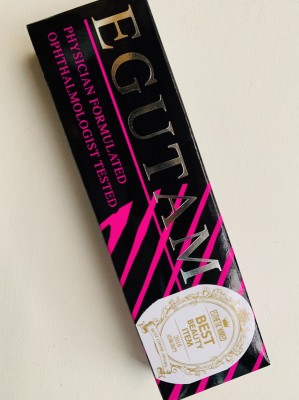 EGUTAM
PHYSICIAN FORMULATED
OPHTHALMOLOGIST TESTED
BEST
BEAUTY
ITEM